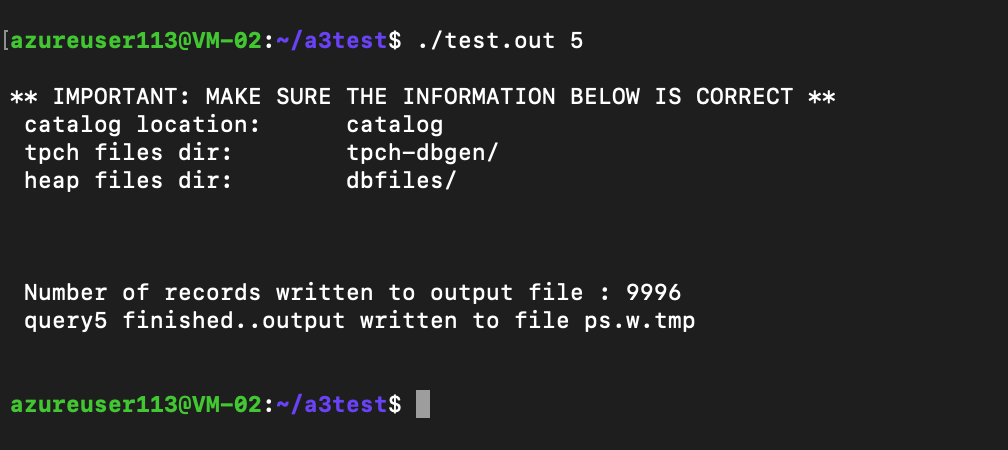 [azureuser113@VM-02:~/a3test$ ./test.out 5
** IMPORTANT: MAKE SURE THE INFORMATION BELOW IS CORRECT **
catalog location: catalog
tpch files dir: tpch-dbgen/
heap files dir: dbfiles/
Number of records written to output file : 9996
query5 finished..output written to file ps.w.tmp
azureuser113@VM-02:~/a3test$